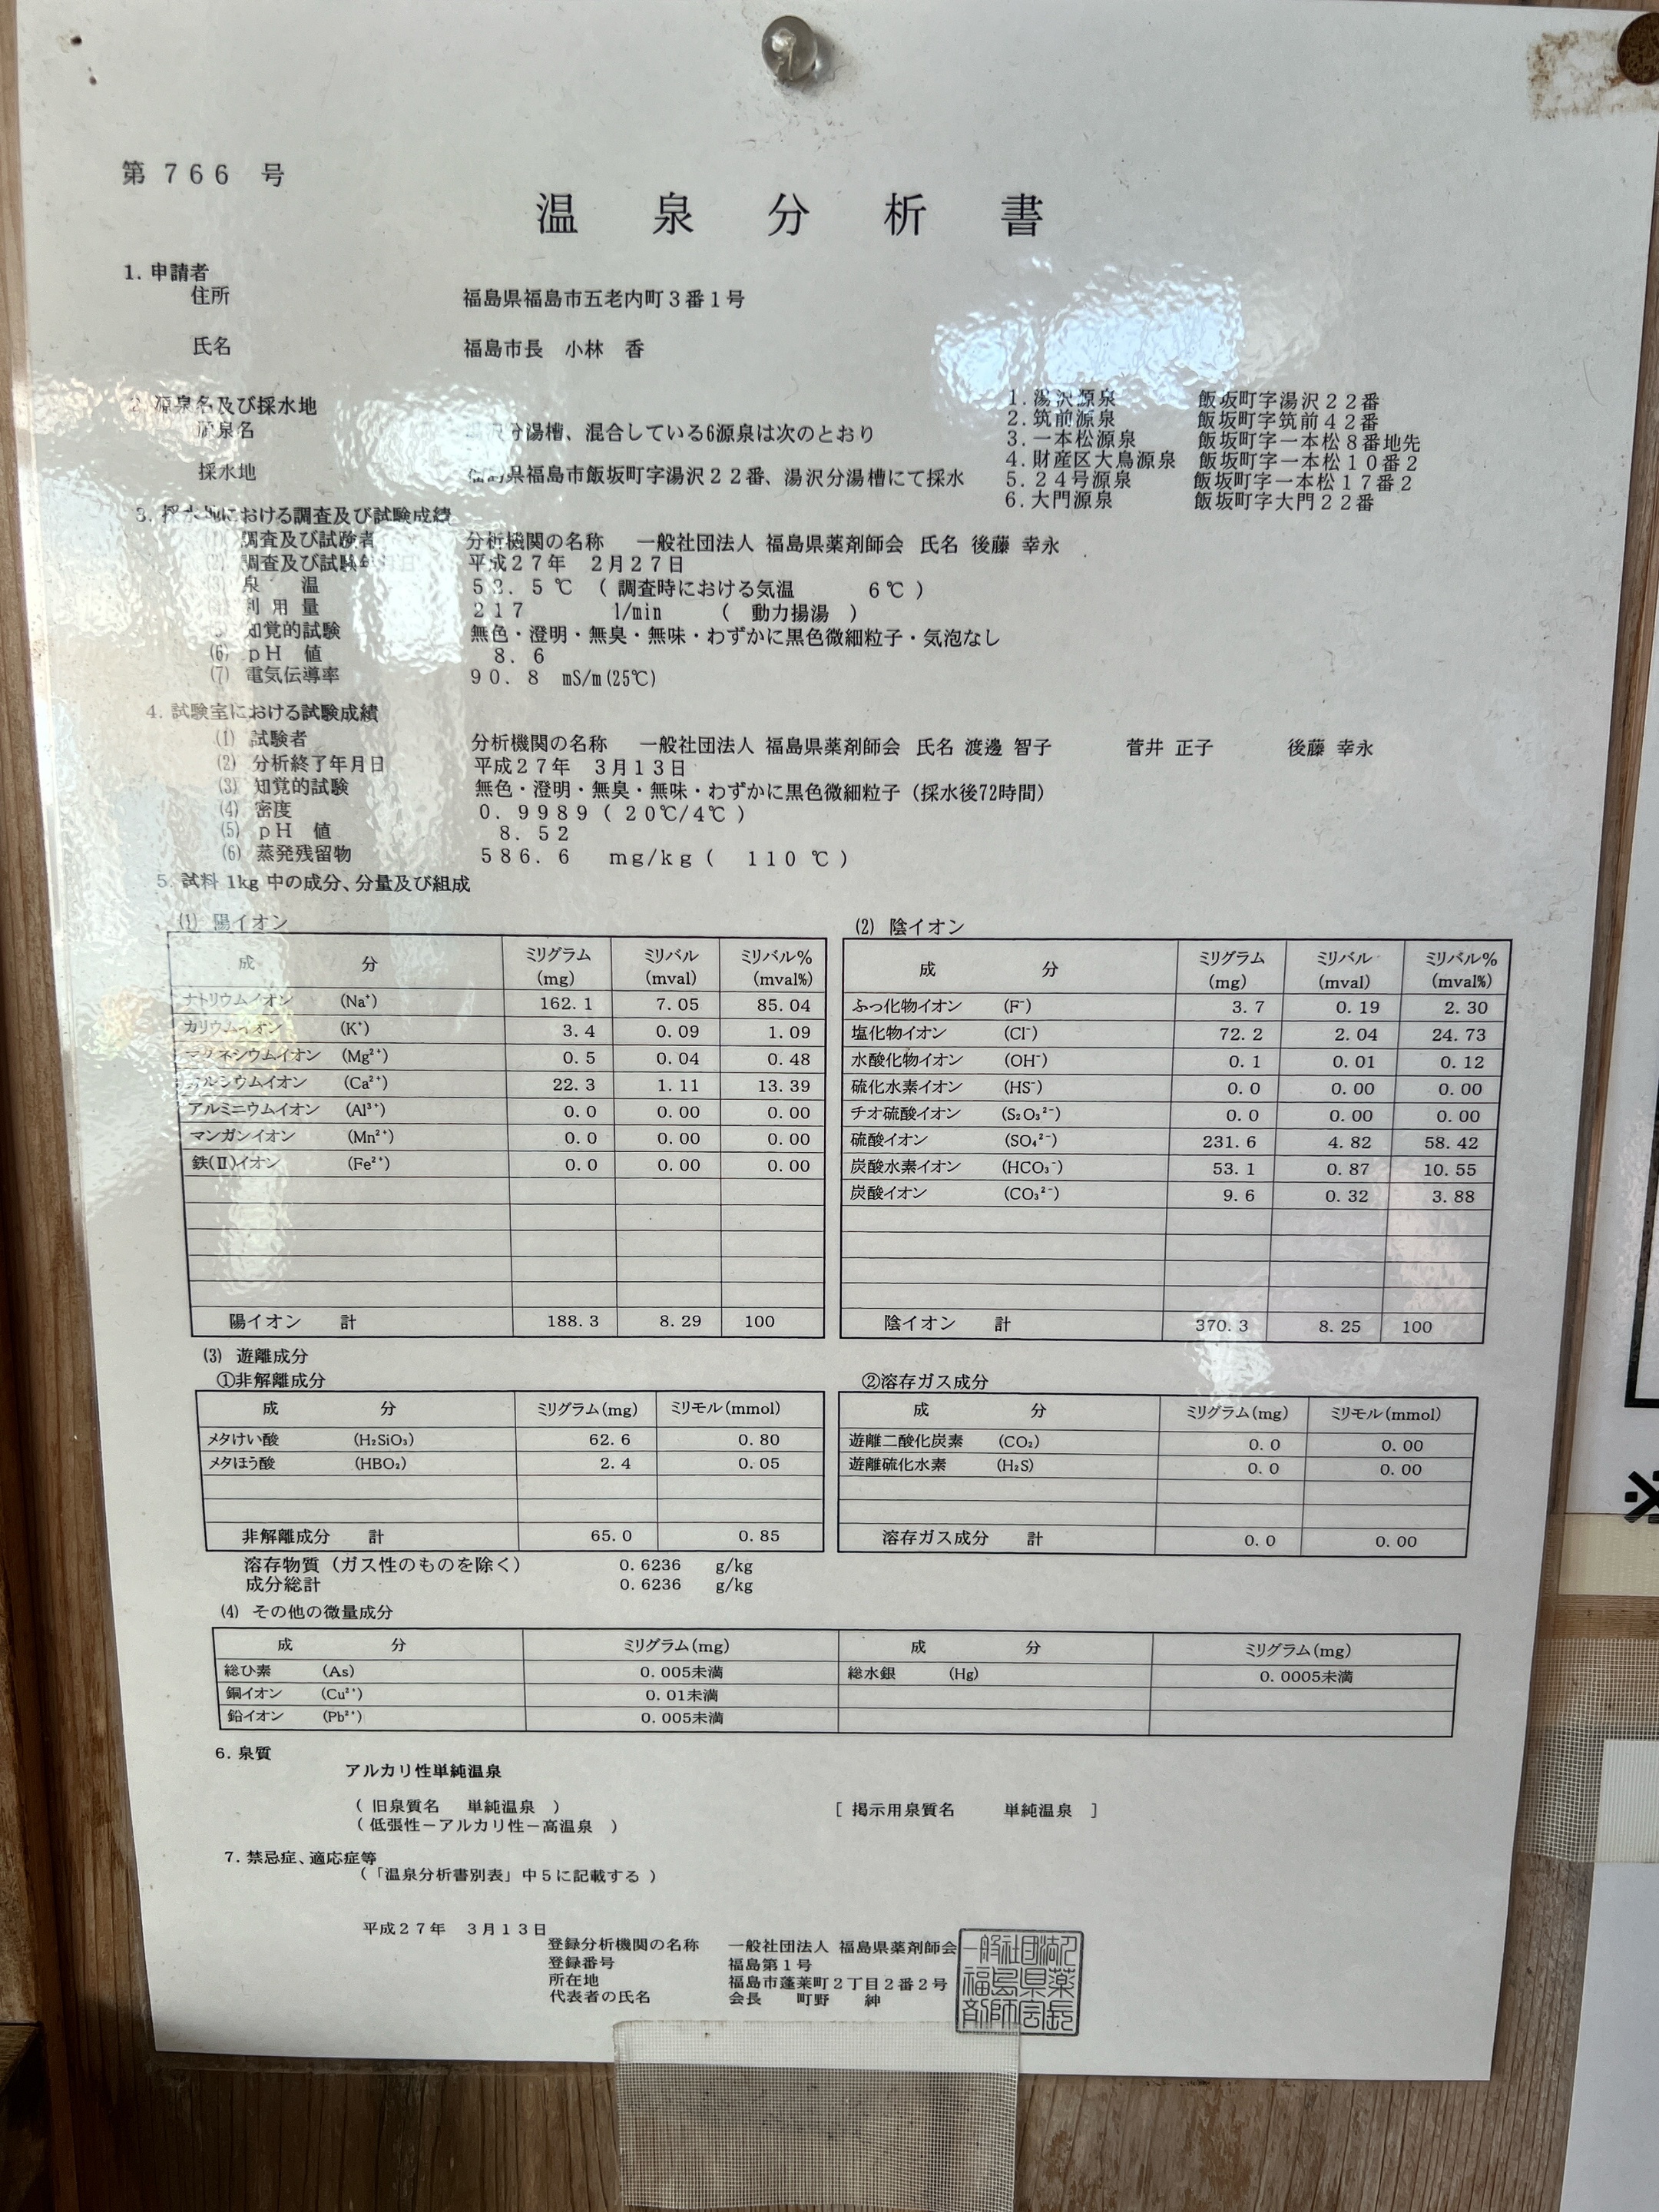 第 766 号
温泉分析書
1. 申請者
住所 福島県福島市五老内町3番1号
氏名 福島市長 小林 香
2. 源泉名及び採水地
源泉名 湯沢分湯槽、混合している6源泉は次のとおり
採水地 福島県福島市飯坂町字湯沢22番、湯沢分湯槽にて採水
1. 湯沢源泉 飯坂町字湯沢22番
2. 筑前源泉 飯坂町字筑前42番
3. 一本松源泉 飯坂町字一本松8番地先
4. 財産区大鳥源泉 飯坂町字一本松10番2
5. 24号源泉 飯坂町字一本松17番2
6. 大門源泉 飯坂町字大門22番
3. 採水地における調査及び試験成績
(1) 調査及び試験者 分析機関の名称 一般社団法人 福島県薬剤師会 氏名 後藤 幸永
(2) 調査及び試験年月日 平成27年 2月27日
泉 温 ( 調査時における気温 6℃ )
利用量 217 l/min ( 動力揚湯 )
知覚的試験 無色・澄明・無臭・無味・わずかに黒色微細粒子・気泡なし
(6) pH 値 8.6
(7) 電気伝導率 90.8 mS/m(25℃)
4. 試験室における試験成績
(1) 試験者 分析機関の名称 一般社団法人 福島県薬剤師会 氏名 渡邊 智子 菅井 正子 後藤 幸永
(2) 分析終了年月日 平成27年 3月13日
(3) 知覚的試験 無色・澄明・無臭・無味・わずかに黒色微細粒子(採水後72時間)
(4) 密度 0.9989 ( 20℃/4℃ )
(5) pH 値 8.52
(6) 蒸発残留物 586.6 mg/kg ( 110 ℃ )
5. 試料 1kg 中の成分、分量及び組成
(1) 陽イオン
成 分 ミリグラム(mg) ミリバル(mval) ミリバル%(mval%)
ナトリウムイオン (Na⁺) 162.1 7.05 85.04
カリウムイオン (K⁺) 3.4 0.09 1.09
マグネシウムイオン (Mg²⁺) 0.5 0.04 0.48
カルシウムイオン (Ca²⁺) 22.3 1.11 13.39
アルミニウムイオン (Al³⁺) 0.0 0.00 0.00
マンガンイオン (Mn²⁺) 0.0 0.00 0.00
鉄(Ⅱ)イオン (Fe²⁺) 0.0 0.00 0.00
陽イオン 計 188.3 8.29 100
(2) 陰イオン
成 分 ミリグラム(mg) ミリバル(mval) ミリバル%(mval%)
ふっ化物イオン (F⁻) 3.7 0.19 2.30
塩化物イオン (Cl⁻) 72.2 2.04 24.73
水酸化物イオン (OH⁻) 0.1 0.01 0.12
硫化水素イオン (HS⁻) 0.0 0.00 0.00
チオ硫酸イオン (S₂O₃²⁻) 0.0 0.00 0.00
硫酸イオン (SO₄²⁻) 231.6 4.82 58.42
炭酸水素イオン (HCO₃⁻) 53.1 0.87 10.55
炭酸イオン (CO₃²⁻) 9.6 0.32 3.88
陰イオン 計 370.3 8.25 100
(3) 遊離成分
①非解離成分
成 分 ミリグラム(mg) ミリモル(mmol)
メタけい酸 (H₂SiO₃) 62.6 0.80
メタほう酸 (HBO₂) 2.4 0.05
非解離成分 計 65.0 0.85
②溶存ガス成分
成 分 ミリグラム(mg) ミリモル(mmol)
遊離二酸化炭素 (CO₂) 0.0 0.00
遊離硫化水素 (H₂S) 0.0 0.00
溶存ガス成分 計 0.0 0.00
溶存物質(ガス性のものを除く) 0.6236 g/kg
成分総計 0.6236 g/kg
(4) その他の微量成分
成 分 ミリグラム(mg) 成 分 ミリグラム(mg)
総ひ素 (As) 0.005未満 総水銀 (Hg) 0.0005未満
銅イオン (Cu²⁺) 0.01未満
鉛イオン (Pb²⁺) 0.005未満
6. 泉質
アルカリ性単純温泉
( 旧泉質名 単純温泉 ) [ 掲示用泉質名 単純温泉 ]
( 低張性-アルカリ性-高温泉 )
7. 禁忌症、適応症等
(「温泉分析書別表」中5に記載する )
平成27年 3月13日
登録分析機関の名称 一般社団法人 福島県薬剤師会
登録番号 福島第1号
所在地 福島市蓬莱町2丁目2番2号
代表者の氏名 会長 町野 紳
※